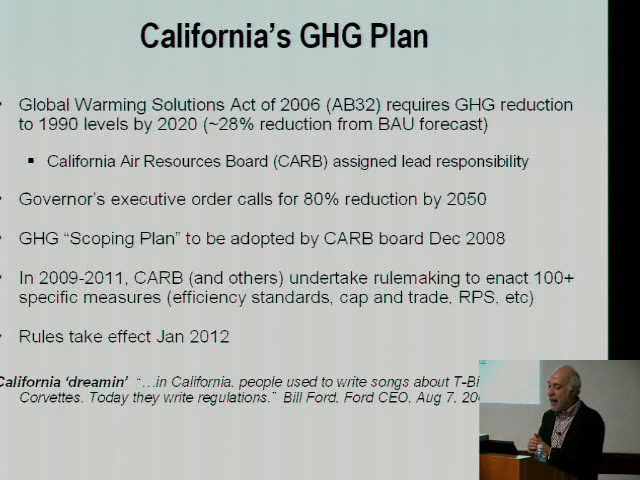 California's GHG Plan
Global Warming Solutions Act of 2006 (AB32) requires GHG reduction
to 1990 levels by 2020 (~28% reduction from BAU forecast)
California Air Resources Board (CARB) assigned lead responsibility
Governor's executive order calls for 80% reduction by 2050
GHG “Scoping Plan” to be adopted by CARB board Dec 2008
In 2009-2011, CARB (and others) undertake rulemaking to enact 100+
specific measures (efficiency standards, cap and trade, RPS, etc)
Rules take effect Jan 2012
California ‘dreamin’ “…in California, people used to write songs about
Corvettes. Today they write regulations.” Bill Ford, Ford CEO, Aug 7,